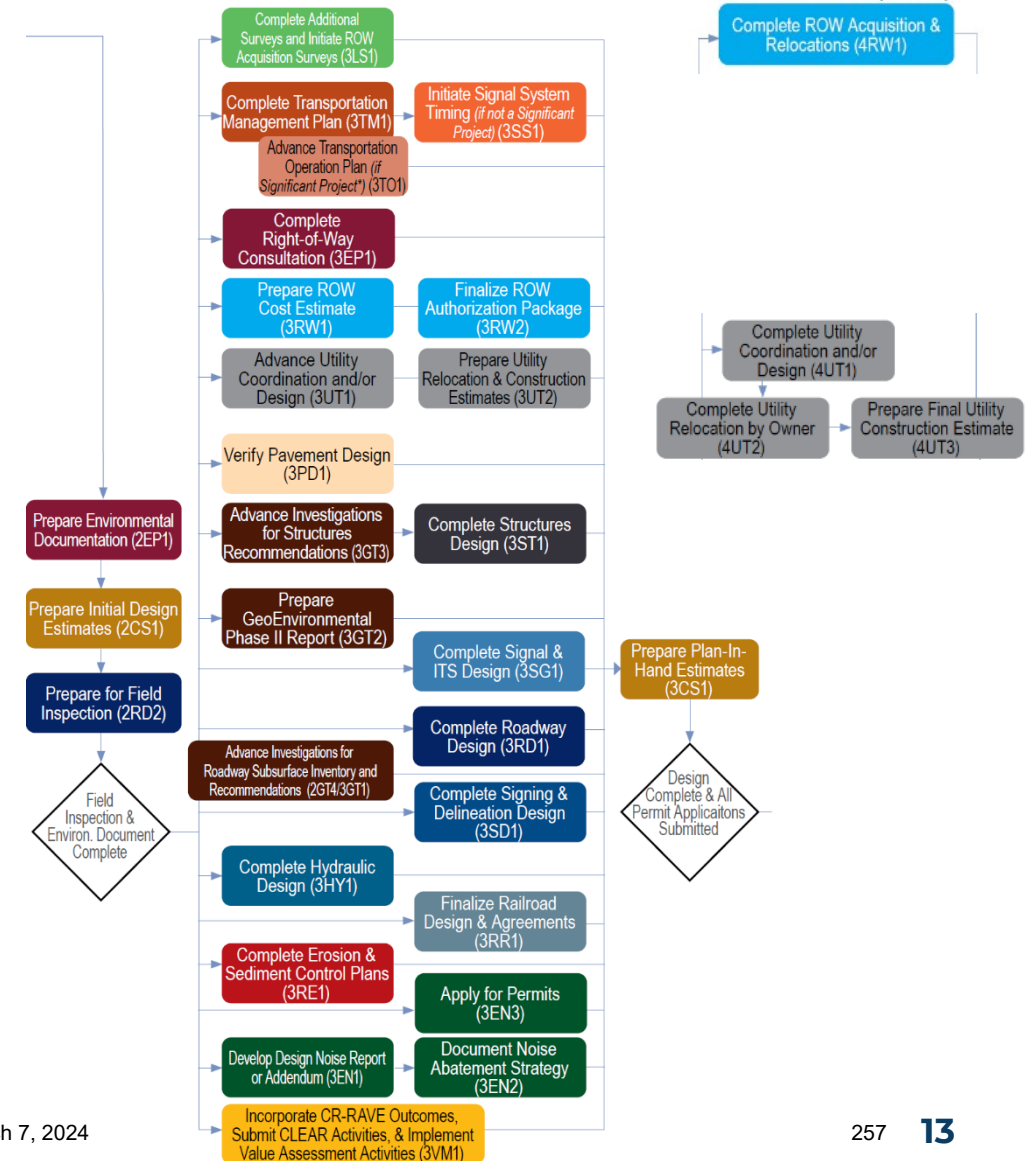 Complete Additional
Surveys and Initiate ROW
Acquisition Surveys (3LS1)
Complete ROW Acquisition &
Relocations (4RW1)
Complete Transportation
Management Plan (3TM1)
Initiate Signal System
Timing (if not a Significant
Project) (3SS1)
Advance Transportation
Operation Plan (if
Significant Project*) (3TO1)
Complete
Right-of-Way
Consultation (3EP1)
Prepare ROW
Cost Estimate
(3RW1)
Finalize ROW
Authorization Package
(3RW2)
Advance Utility
Coordination and/or
Design (3UT1)
Prepare Utility
Relocation & Construction
Estimates (3UT2)
Complete Utility
Coordination and/or
Design (4UT1)
Complete Utility
Relocation by Owner
(4UT2)
Prepare Final Utility
Construction Estimate
(4UT3)
Verify Pavement Design
(3PD1)
Prepare Environmental
Documentation (2EP1)
Advance Investigations
for Structures
Recommendations (3GT3)
Complete Structures
Design (3ST1)
Prepare Initial Design
Estimates (2CS1)
Prepare
GeoEnvironmental
Phase II Report (3GT2)
Complete Signal &
ITS Design (3SG1)
Prepare Plan-In-
Hand Estimates
(3CS1)
Prepare for Field
Inspection (2RD2)
Complete Roadway
Design (3RD1)
Advance Investigations for
Roadway Subsurface Inventory and
Recommendations (2GT4/3GT1)
Field
Inspection &
Environ. Document
Complete
Complete Signing &
Delineation Design
(3SD1)
Design
Complete & All
Permit Applicaitons
Submitted
Complete Hydraulic
Design (3HY1)
Finalize Railroad
Design & Agreements
(3RR1)
Complete Erosion &
Sediment Control Plans
(3RE1)
Apply for Permits
(3EN3)
Develop Design Noise Report
or Addendum (3EN1)
Document Noise
Abatement Strategy
(3EN2)
Incorporate CR-RAVE Outcomes,
Submit CLEAR Activities, & Implement
Value Assessment Activities (3VM1)
h 7, 2024
257 13